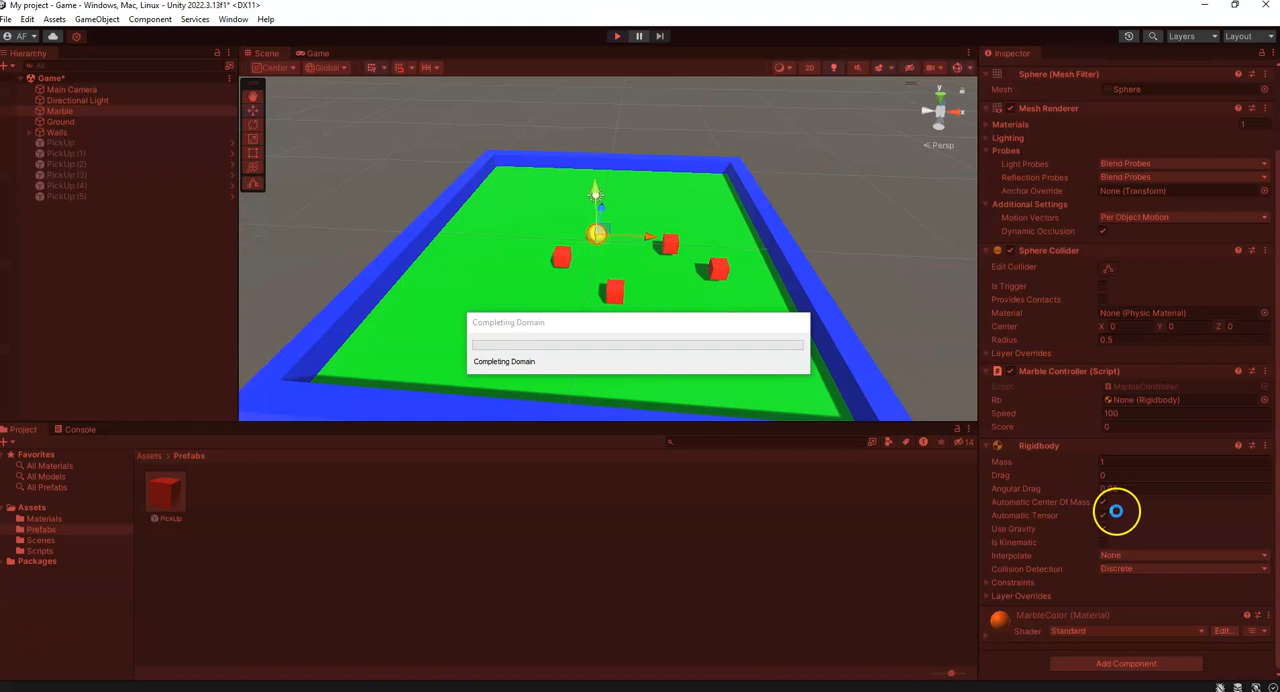 My project - Game - Windows, Mac, Linux - Unity 2022.3.13f1* <DX11>
File Edit Assets GameObject Component Services Window Help
AF Layers Layout
Hierarchy Scene Game Inspector
All Center Global 2D
Game*
Main Camera
Directional Light
Marble
Ground
Walls
PickUp
PickUp (1)
PickUp (2)
PickUp (3)
PickUp (4)
PickUp (5)
y
x
Persp
Completing Domain
Completing Domain
Sphere (Mesh Filter)
Mesh Sphere
Mesh Renderer
Materials 1
Lighting
Probes
Light Probes Blend Probes
Reflection Probes Blend Probes
Anchor Override None (Transform)
Additional Settings
Motion Vectors Per Object Motion
Dynamic Occlusion
Sphere Collider
Edit Collider
Is Trigger
Provides Contacts
Material None (Physic Material)
Center X 0 Y 0 Z 0
Radius 0.5
Layer Overrides
Marble Controller (Script)
Script MarbleController
Rb None (Rigidbody)
Speed 100
Score 0
Rigidbody
Mass 1
Drag 0
Angular Drag
Automatic Center Of Mass
Automatic Tensor
Use Gravity
Is Kinematic
Interpolate None
Collision Detection Discrete
Constraints
Layer Overrides
MarbleColor (Material)
Shader Standard Edit...
Add Component
Project Console
14
Favorites
All Materials
All Models
All Prefabs
Assets
Materials
Prefabs
Scenes
Scripts
Packages
Assets > Prefabs
PickUp